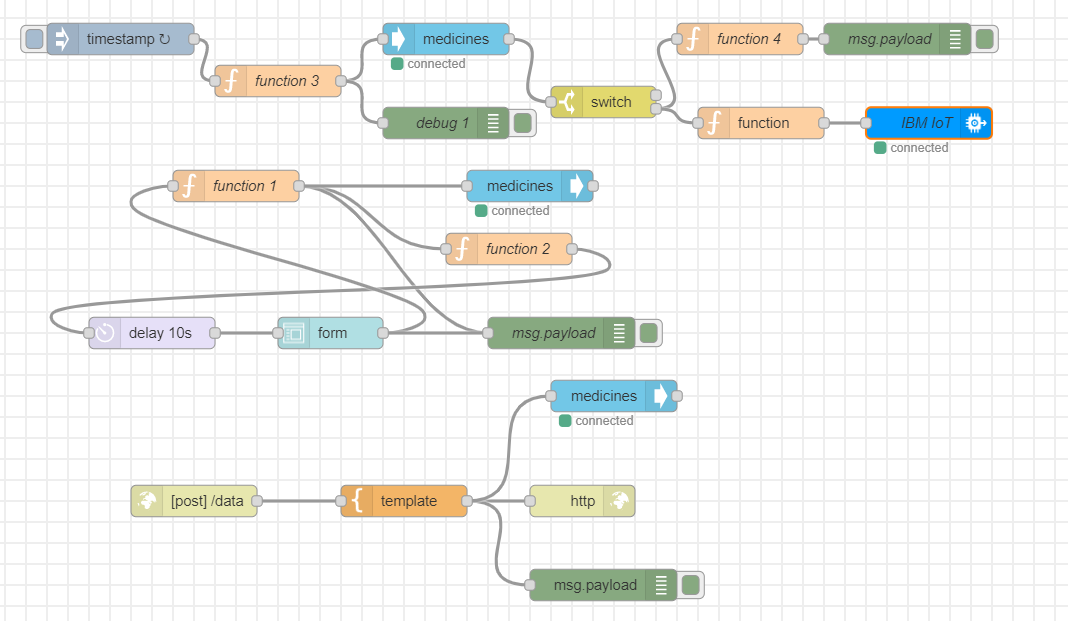 timestamp ↻
function 3
medicines
connected
debug 1
switch
function 4
msg.payload
function
IBM IoT
connected
function 1
medicines
connected
function 2
delay 10s
form
msg.payload
medicines
connected
[post] /data
template
http
msg.payload